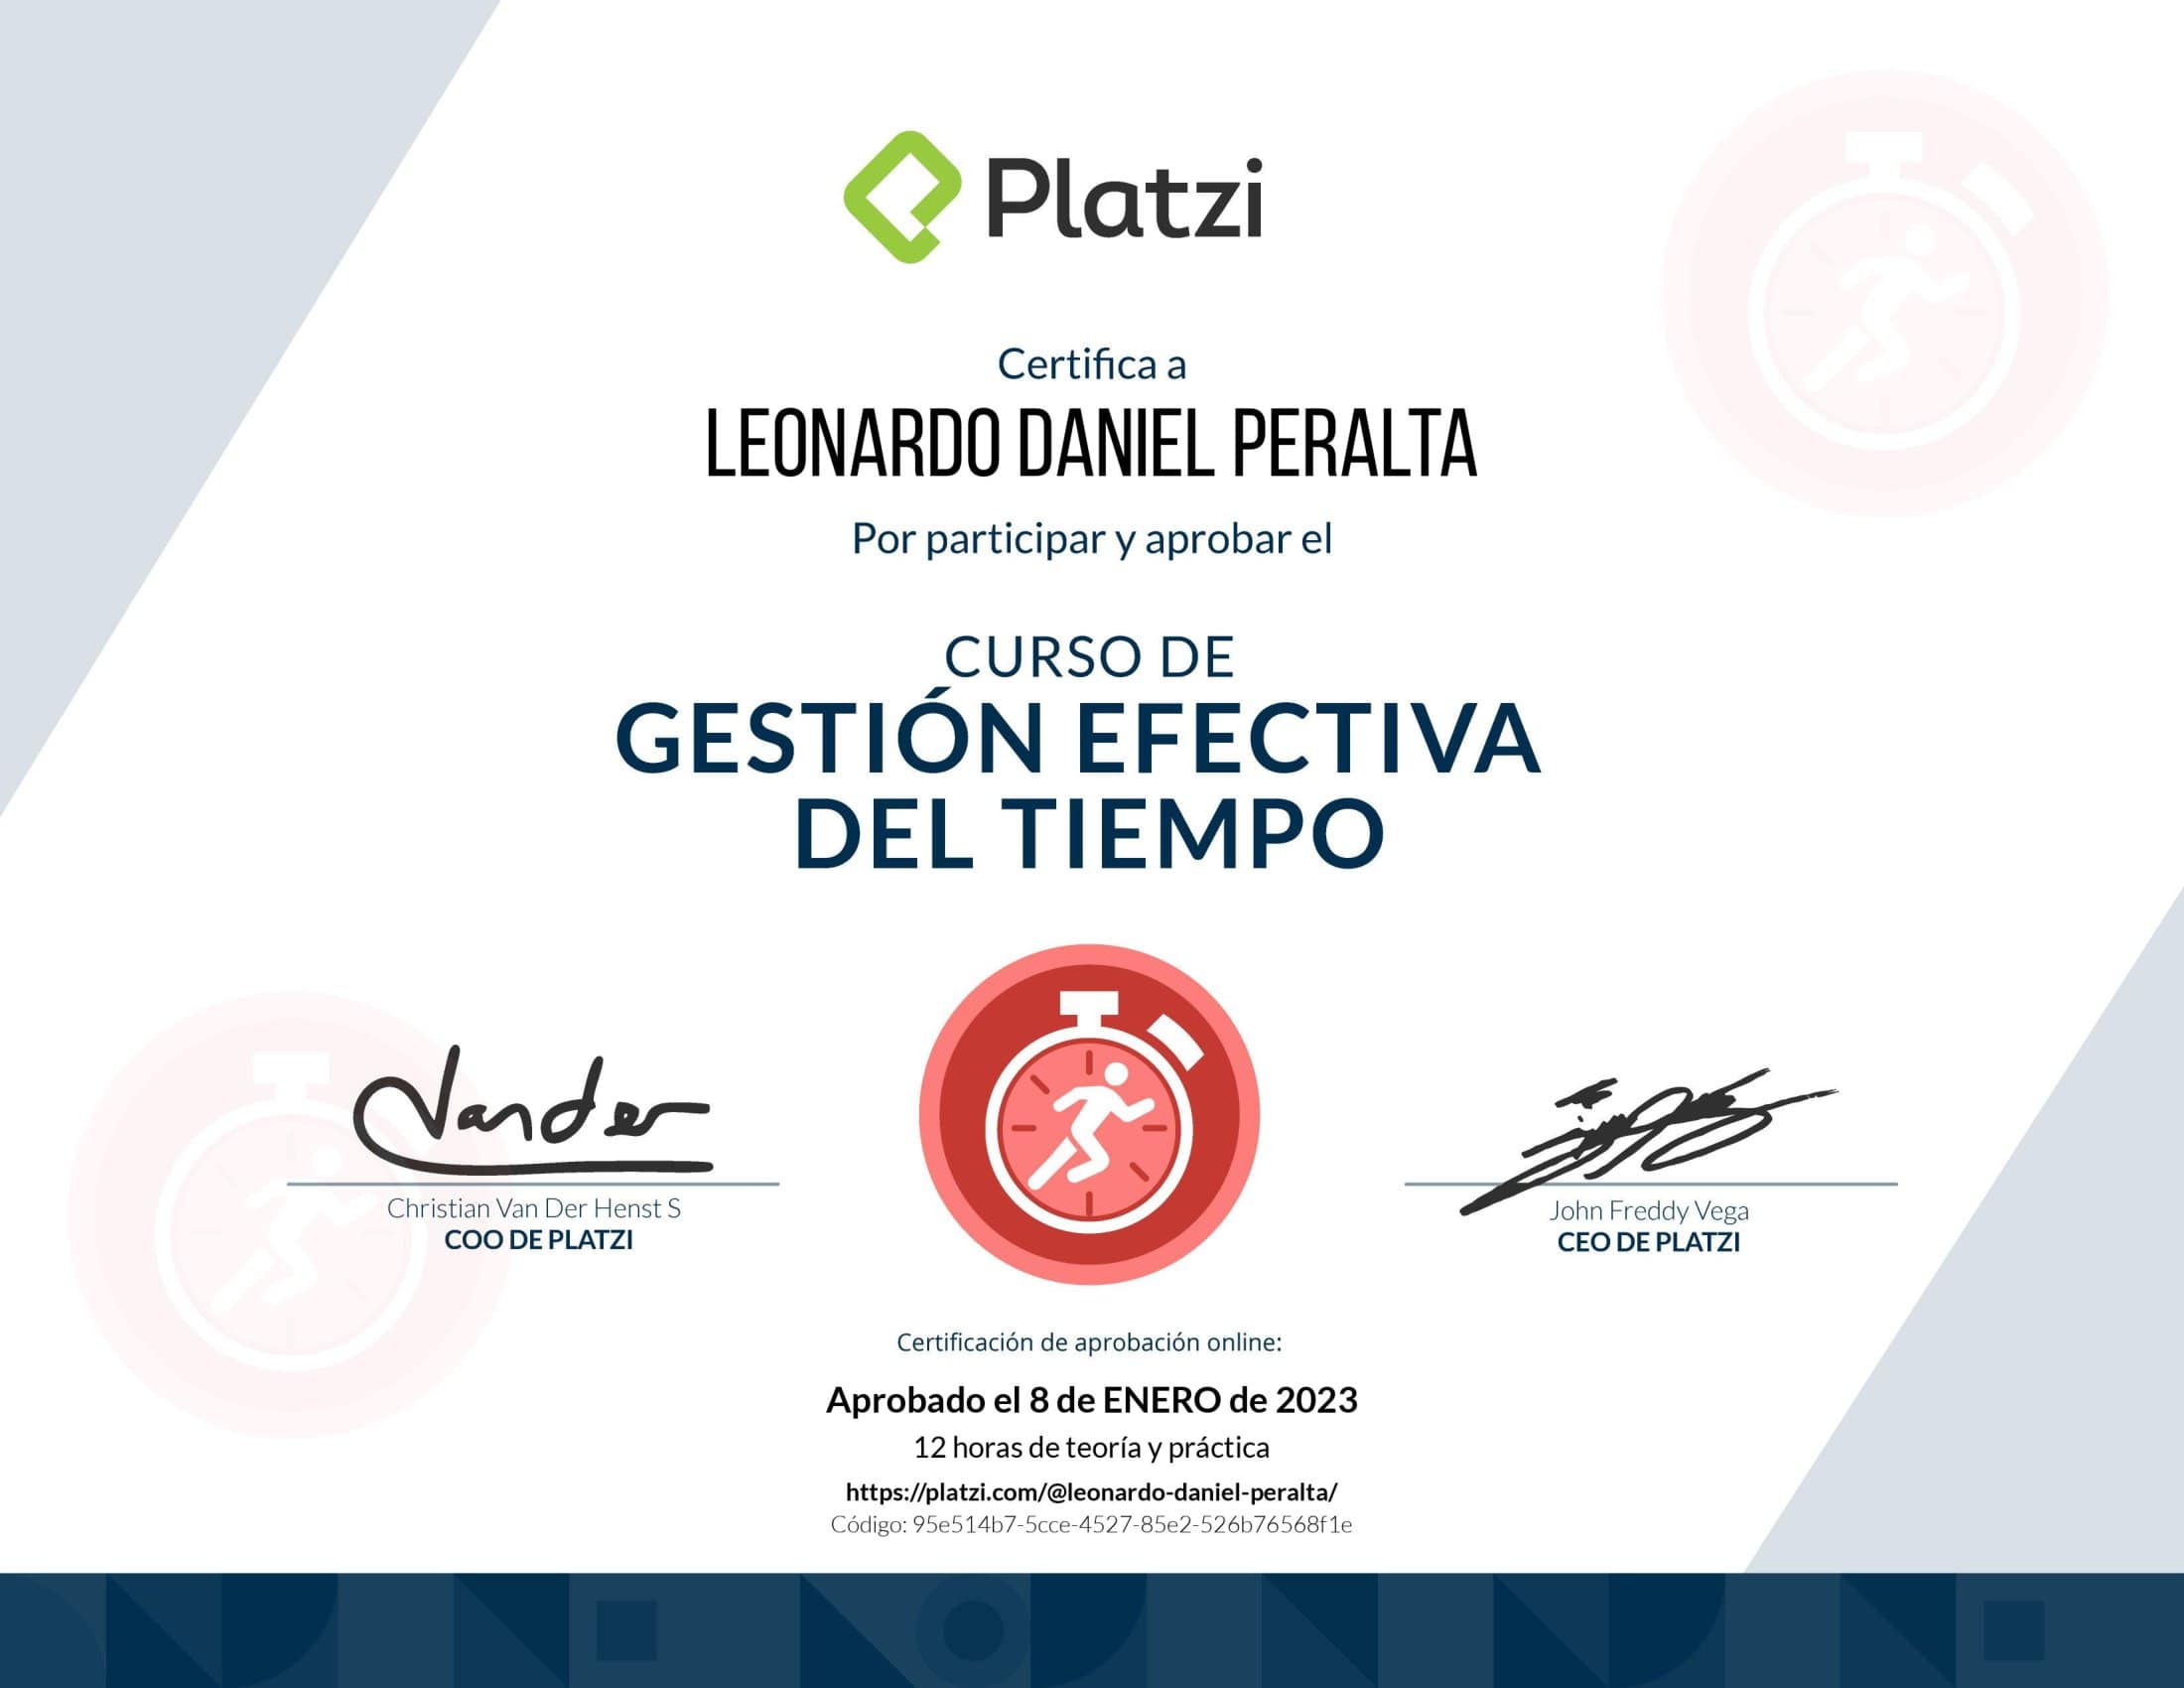 Platzi
Certifica a
LEONARDO DANIEL PERALTA
Por participar y aprobar el
CURSO DE
GESTIÓN EFECTIVA
DEL TIEMPO
Vander
Christian Van Der Henst S
COO DE PLATZI
John Freddy Vega
CEO DE PLATZI
Certificación de aprobación online:
Aprobado el 8 de ENERO de 2023
12 horas de teoría y práctica
https://platzi.com/@leonardo-daniel-peralta/
Código: 95e514b7-5cce-4527-85e2-526b76568f1e